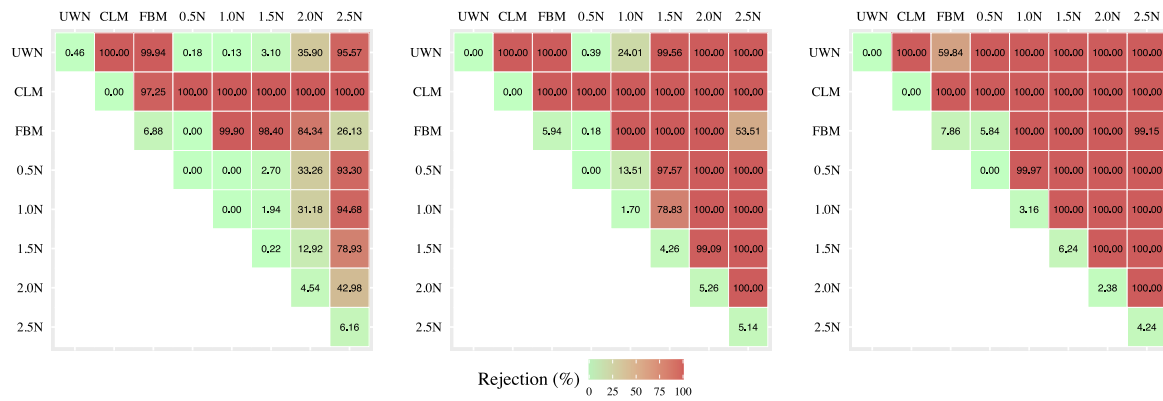 UWN CLM FBM 0.5N 1.0N 1.5N 2.0N 2.5N
UWN 0.46 100.00 99.94 0.18 0.13 3.10 35.90 95.57
CLM 0.00 97.25 100.00 100.00 100.00 100.00 100.00
FBM 6.88 0.00 99.90 98.40 84.34 26.13
0.5N 0.00 0.00 2.70 33.26 93.30
1.0N 0.00 1.94 31.18 94.68
1.5N 0.22 12.92 78.93
2.0N 4.54 42.98
2.5N 6.16
UWN CLM FBM 0.5N 1.0N 1.5N 2.0N 2.5N
UWN 0.00 100.00 100.00 0.39 24.01 99.56 100.00 100.00
CLM 0.00 100.00 100.00 100.00 100.00 100.00 100.00
FBM 5.94 0.18 100.00 100.00 100.00 53.51
0.5N 0.00 13.51 97.57 100.00 100.00
1.0N 1.70 78.83 100.00 100.00
1.5N 4.26 99.09 100.00
2.0N 5.26 100.00
2.5N 5.14
UWN CLM FBM 0.5N 1.0N 1.5N 2.0N 2.5N
UWN 0.00 100.00 59.84 100.00 100.00 100.00 100.00 100.00
CLM 0.00 100.00 100.00 100.00 100.00 100.00 100.00
FBM 7.86 5.84 100.00 100.00 100.00 99.15
0.5N 0.00 99.97 100.00 100.00 100.00
1.0N 3.16 100.00 100.00 100.00
1.5N 6.24 100.00 100.00
2.0N 2.38 100.00
2.5N 4.24
Rejection (%)
0 25 50 75 100